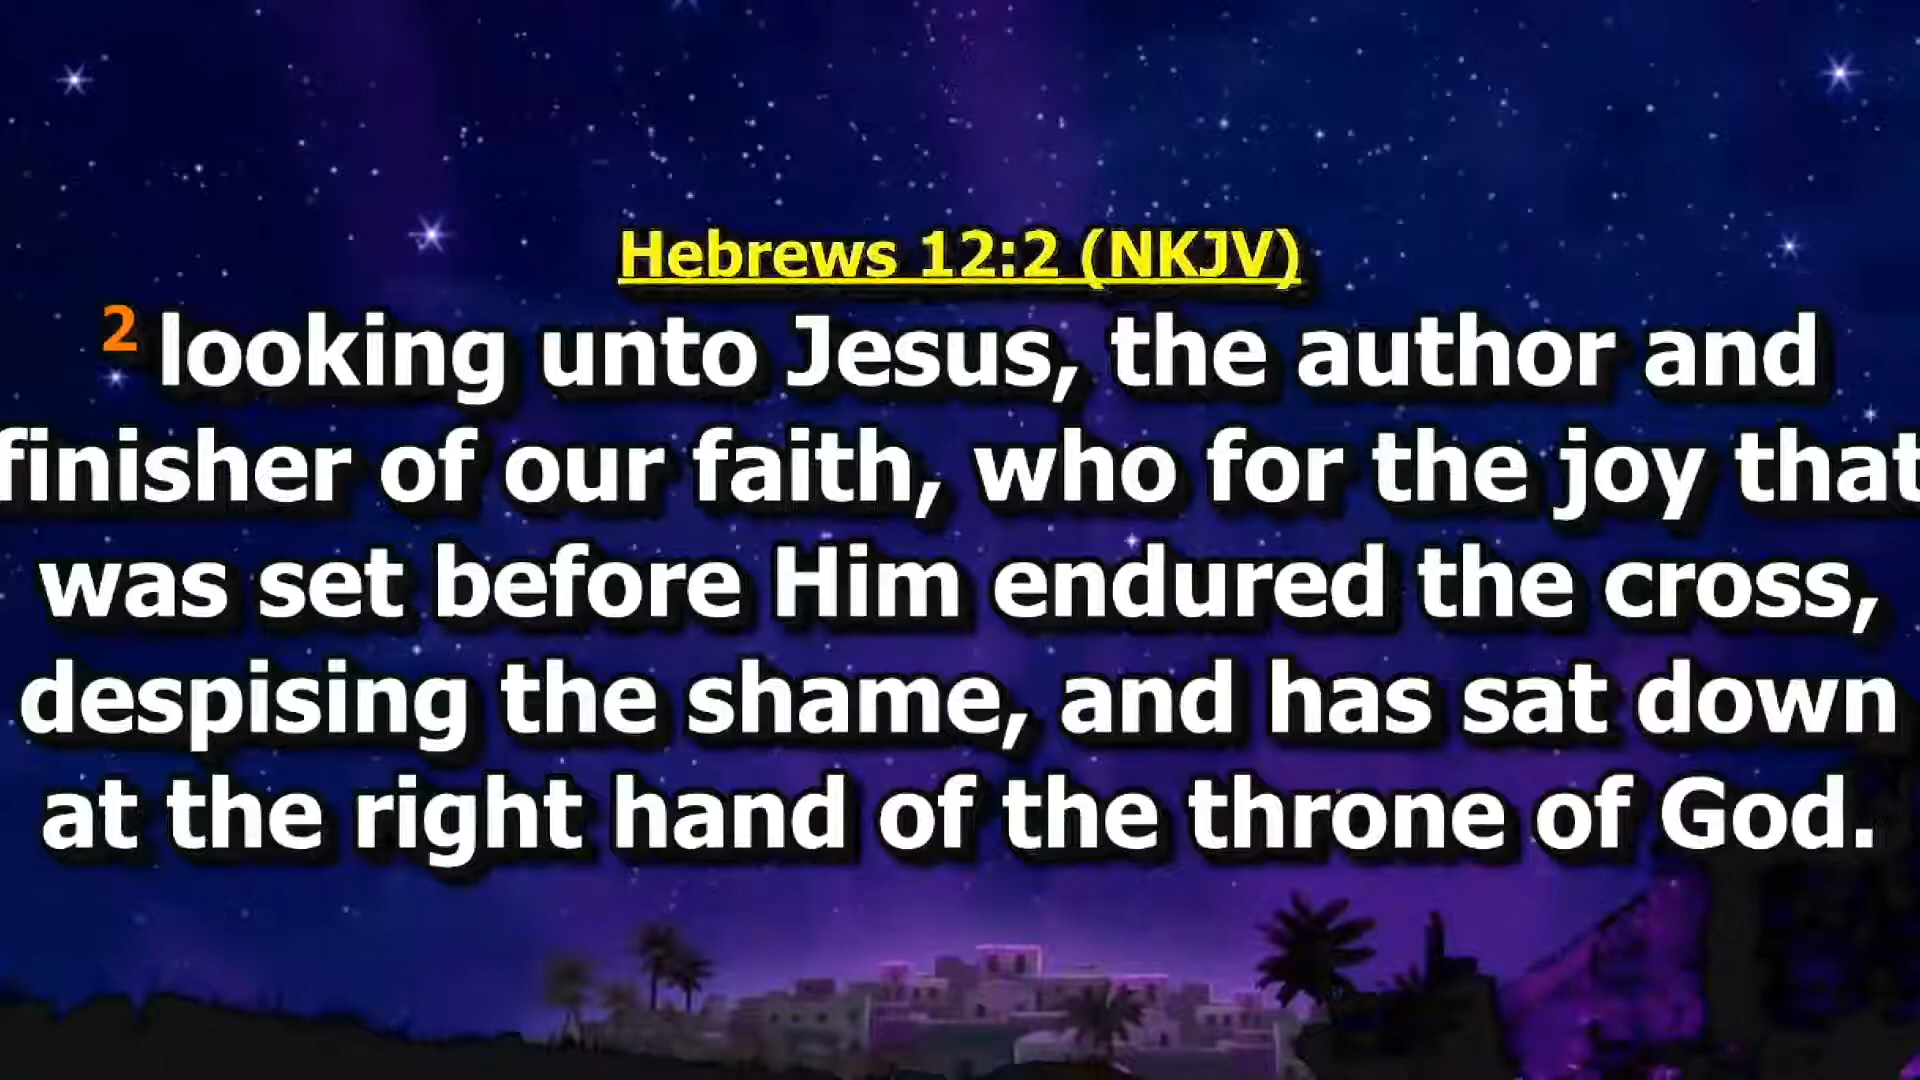 Hebrews 12:2 (NKJV)
2 looking unto Jesus, the author and
finisher of our faith, who for the joy that
was set before Him endured the cross,
despising the shame, and has sat down
at the right hand of the throne of God.